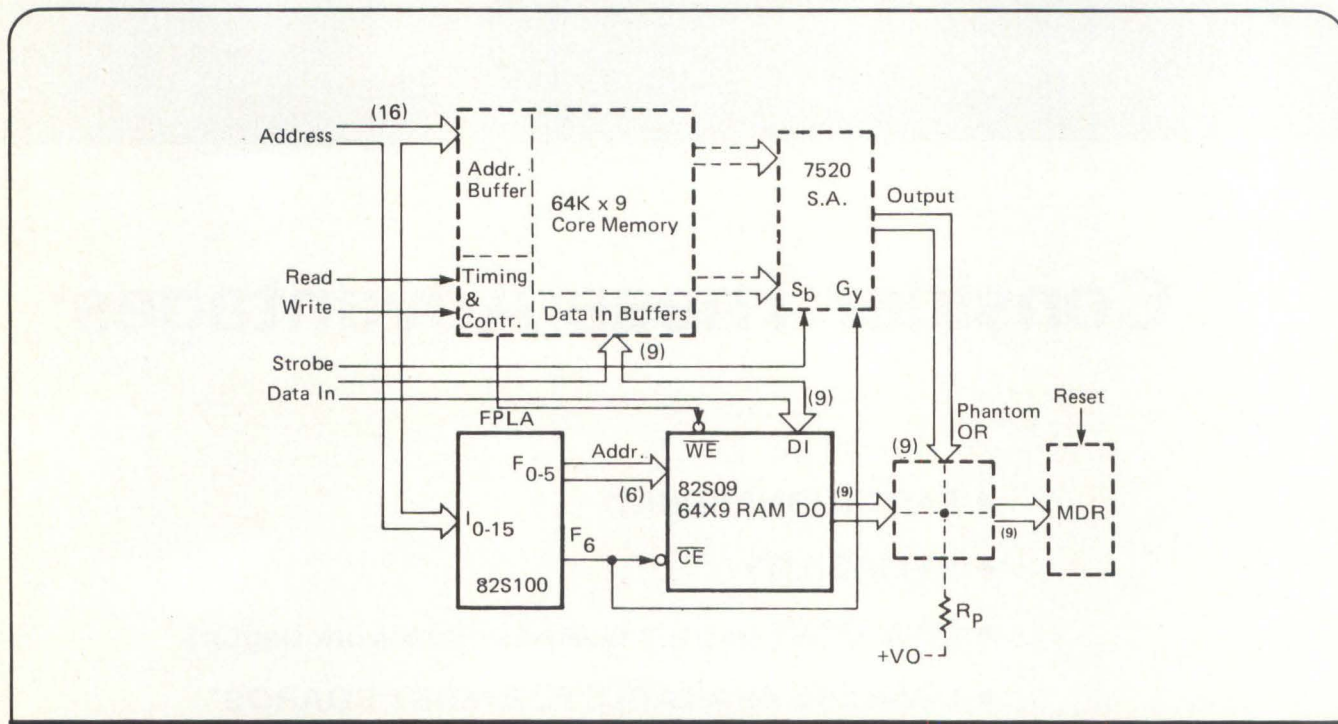 (16)
Address
Addr.
Buffer
64K x 9
Core Memory
7520
S.A.
Output
Read
Write
Timing
&
Contr.
Data In Buffers
Sb Gy
Strobe
(9)
Data In
(9)
FPLA
Phantom
OR
Reset
F0-5
Addr.
(6)
WE
DI
(9)
I0-15
82S09
64X9 RAM DO
(9)
(9)
MDR
F6
CE
82S100
RP
+VO